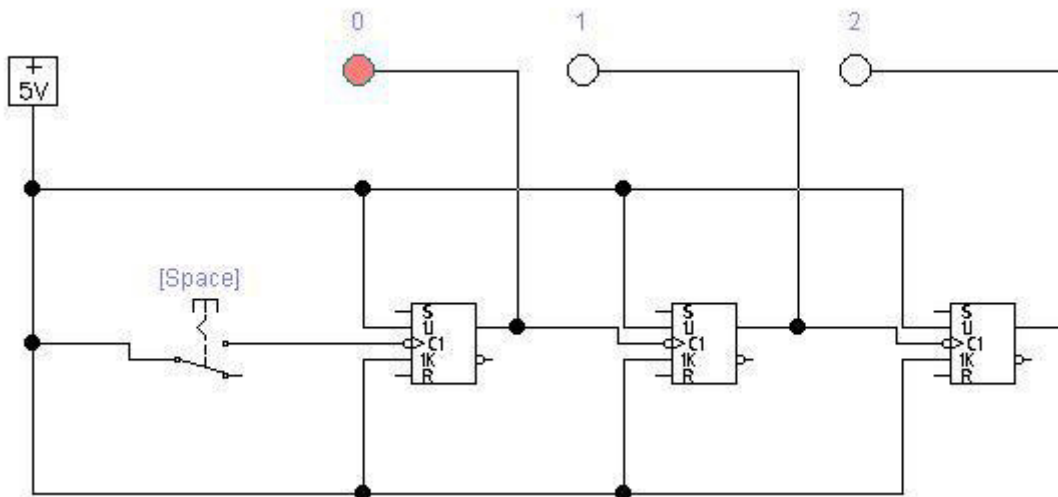 0 1 2
+
5V
[Space]
S S S
1J 1J 1J
C1 C1 C1
1K 1K 1K
R R R